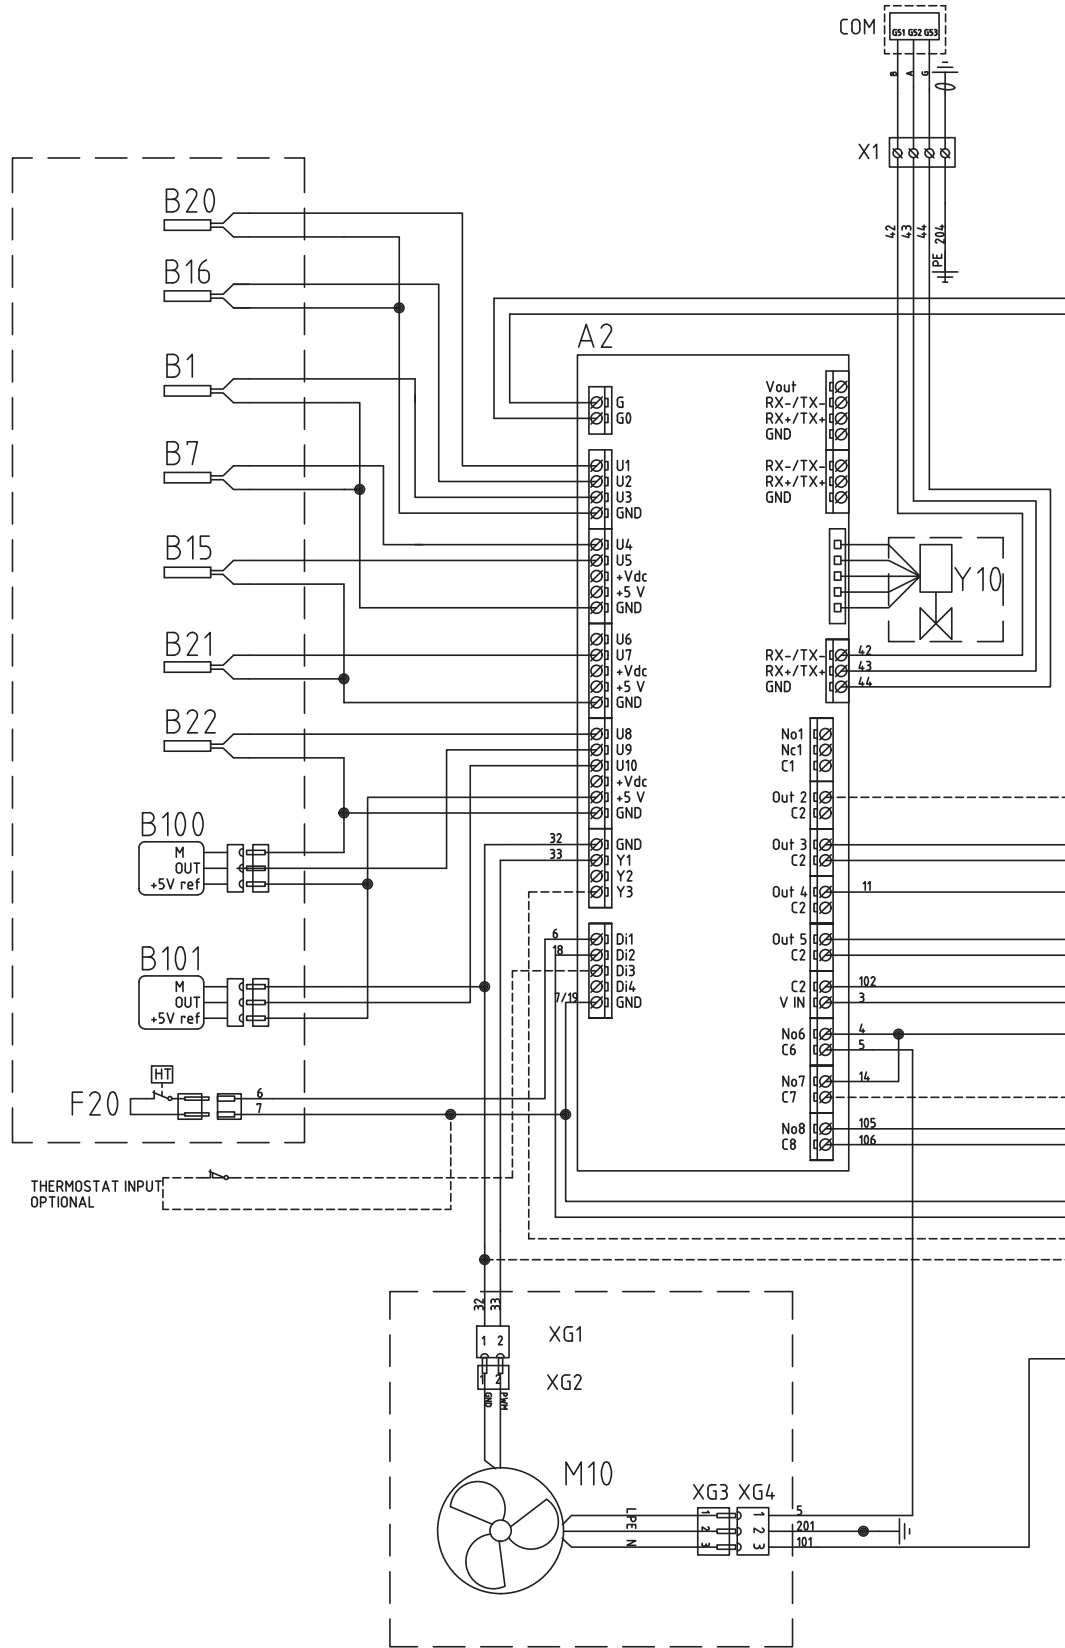 COM
GS1 GS2 GS3
B A G
X1
42 43 44 PE 204
B20
B16
B1
B7
B15
B21
B22
B100
M
OUT
+5V ref
B101
M
OUT
+5V ref
HT
F20
6
7
THERMOSTAT INPUT
OPTIONAL
A2
G
G0
U1
U2
U3
GND
U4
U5
+Vdc
+5 V
GND
U6
U7
+Vdc
+5 V
GND
U8
U9
U10
+Vdc
+5 V
GND
32 GND
33 Y1
Y2
Y3
6 Di1
18 Di2
Di3
Di4
7/19 GND
Vout
RX-/TX-
RX+/TX+
GND
RX-/TX-
RX+/TX+
GND
Y10
RX-/TX- 42
RX+/TX+ 43
GND 44
No1
Nc1
C1
Out 2
C2
Out 3
C2
Out 4 11
C2
Out 5
C2
C2 102
V IN 3
No6 4
C6 5
No7 14
C7
No8 105
C8 106
32 33
1 2 XG1
1 2 XG2
GND PWM
M10
L PE N
XG3 XG4
1 1 5
2 2 201
3 3 101